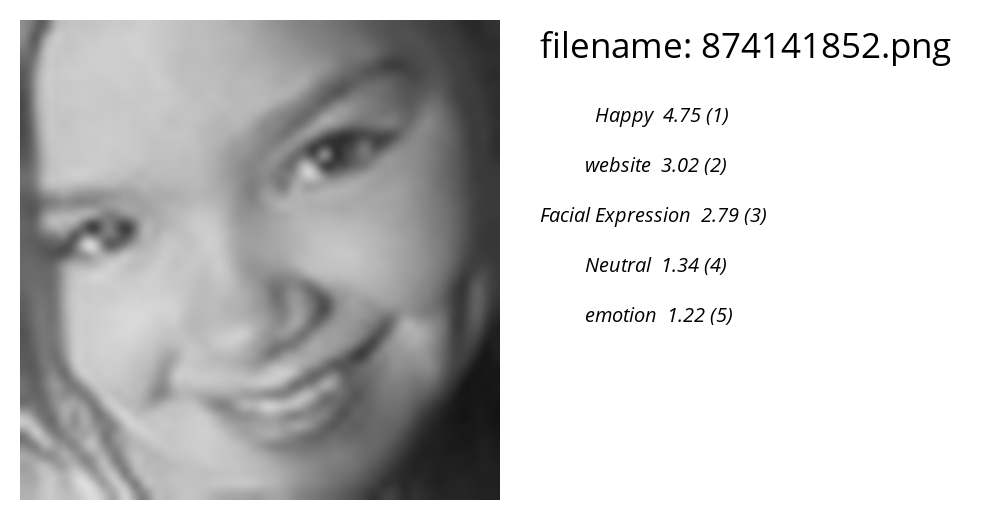 filename: 874141852.png
Happy 4.75 (1)
website 3.02 (2)
Facial Expression 2.79 (3)
Neutral 1.34 (4)
emotion 1.22 (5)